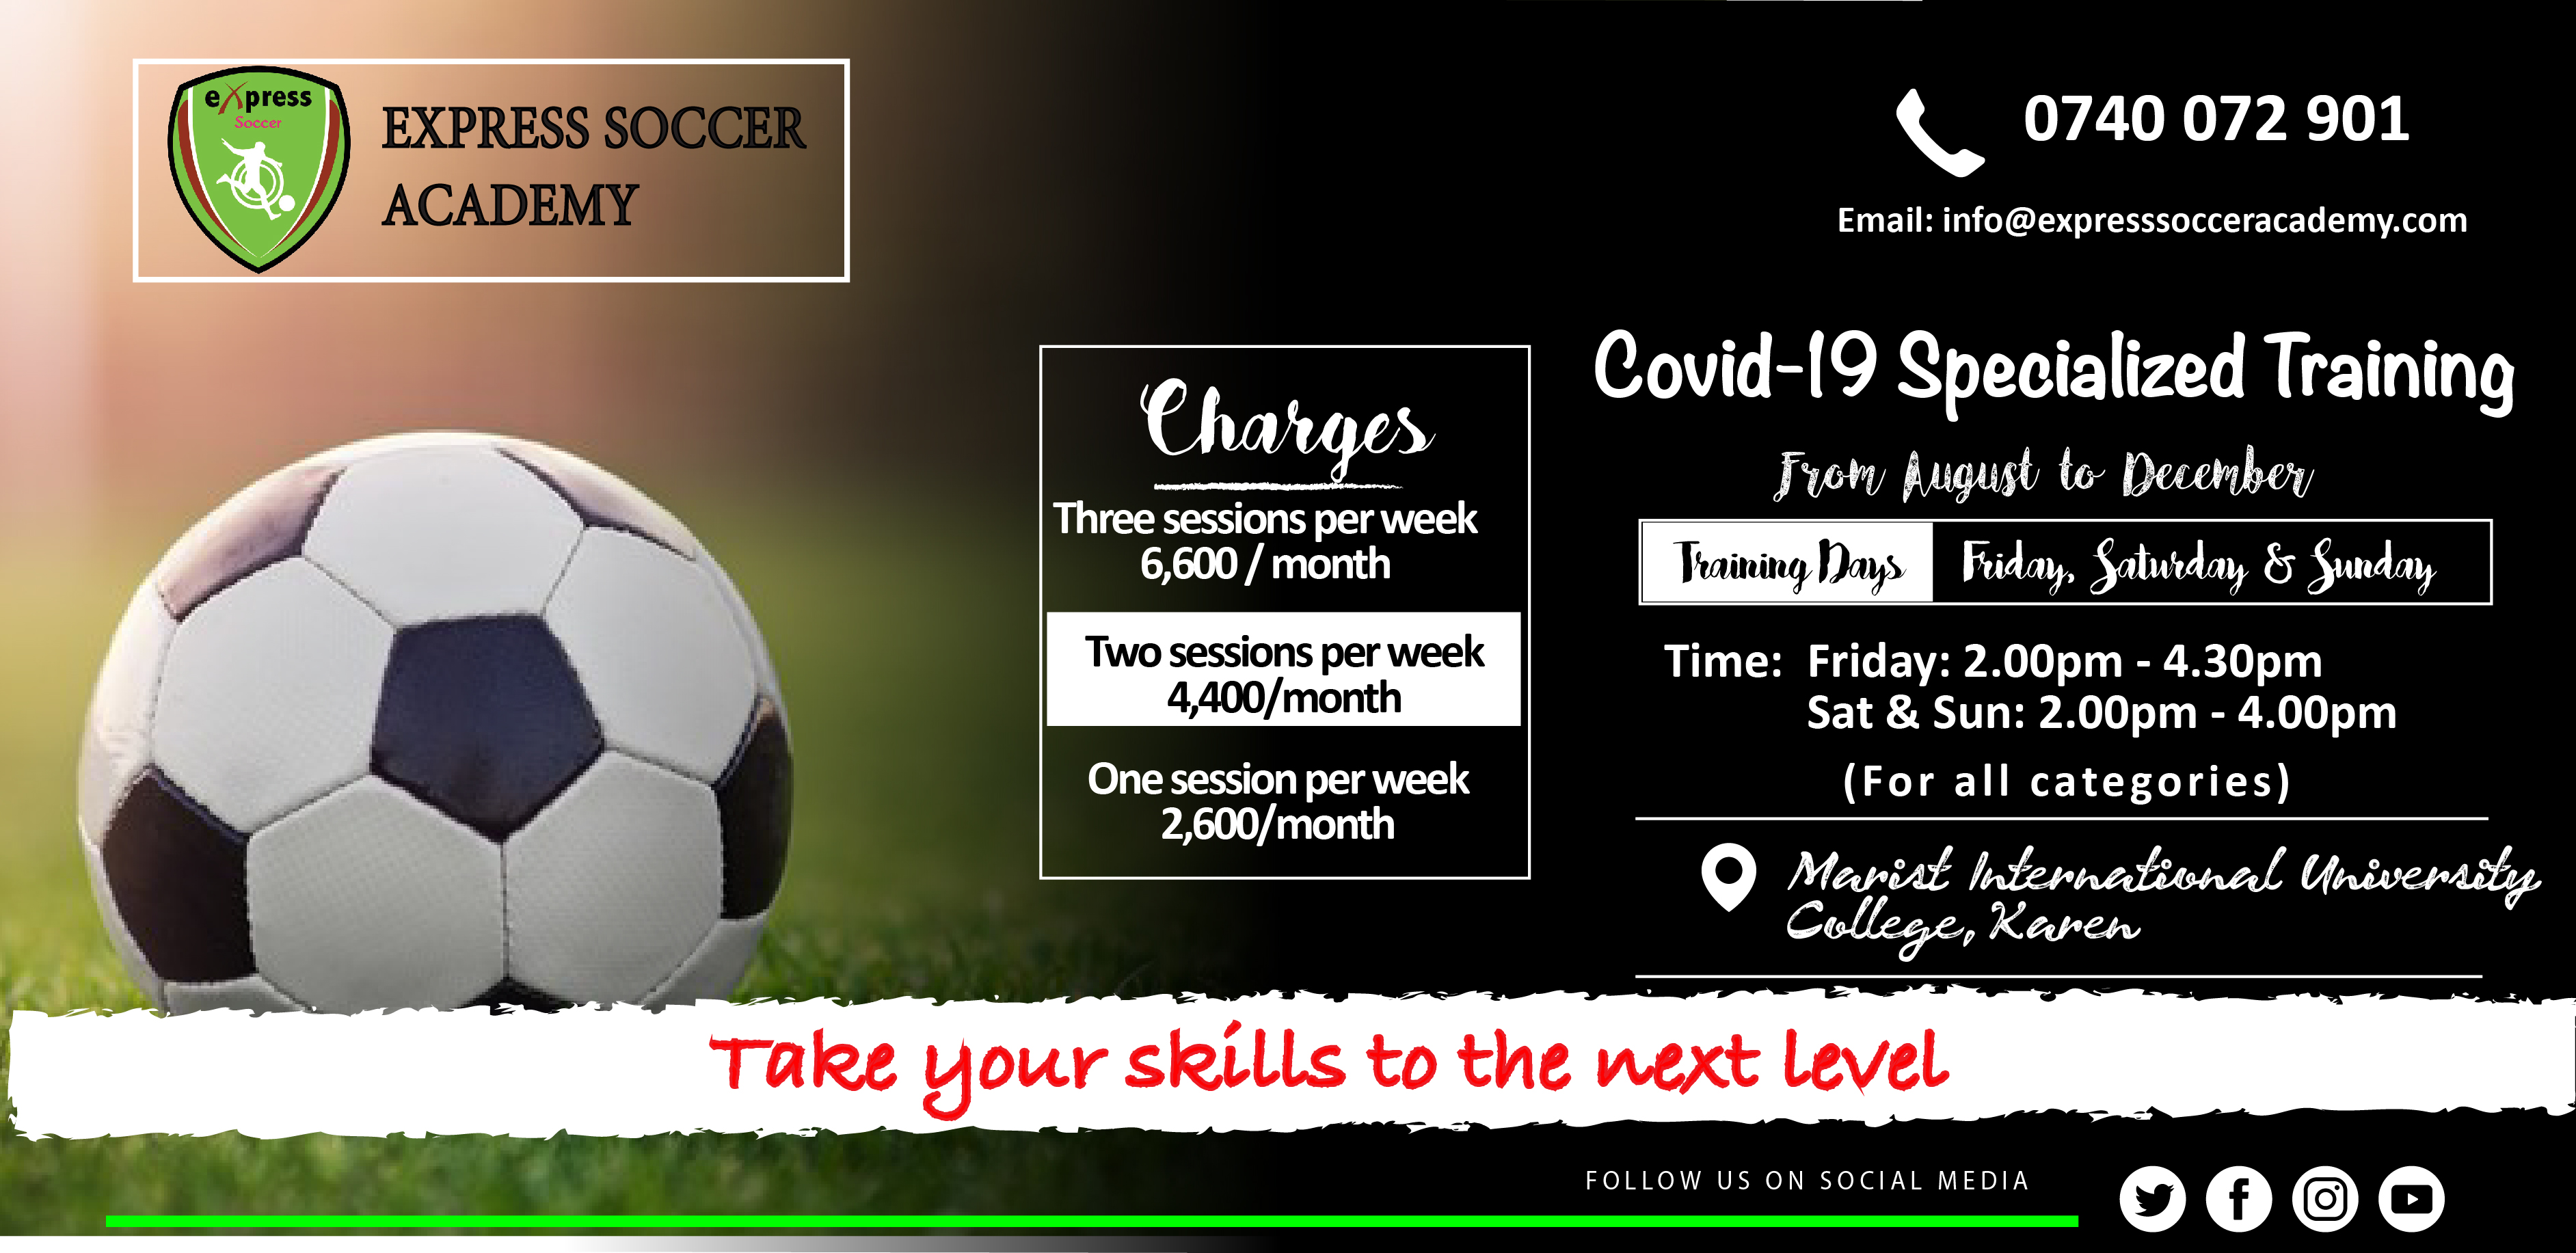 eXpress
Soccer
EXPRESS SOCCER
ACADEMY
0740 072 901
Email: info@expresssocceracademy.com
Charges
Three sessions per week
6,600 / month
Two sessions per week
4,400/month
One session per week
2,600/month
Covid-19 Specialized Training
From August to December
Training Days Friday, Saturday & Sunday
Time: Friday: 2.00pm - 4.30pm
Sat & Sun: 2.00pm - 4.00pm
(For all categories)
Marist International University
College, Karen
Take your skills to the next level
FOLLOW US ON SOCIAL MEDIA